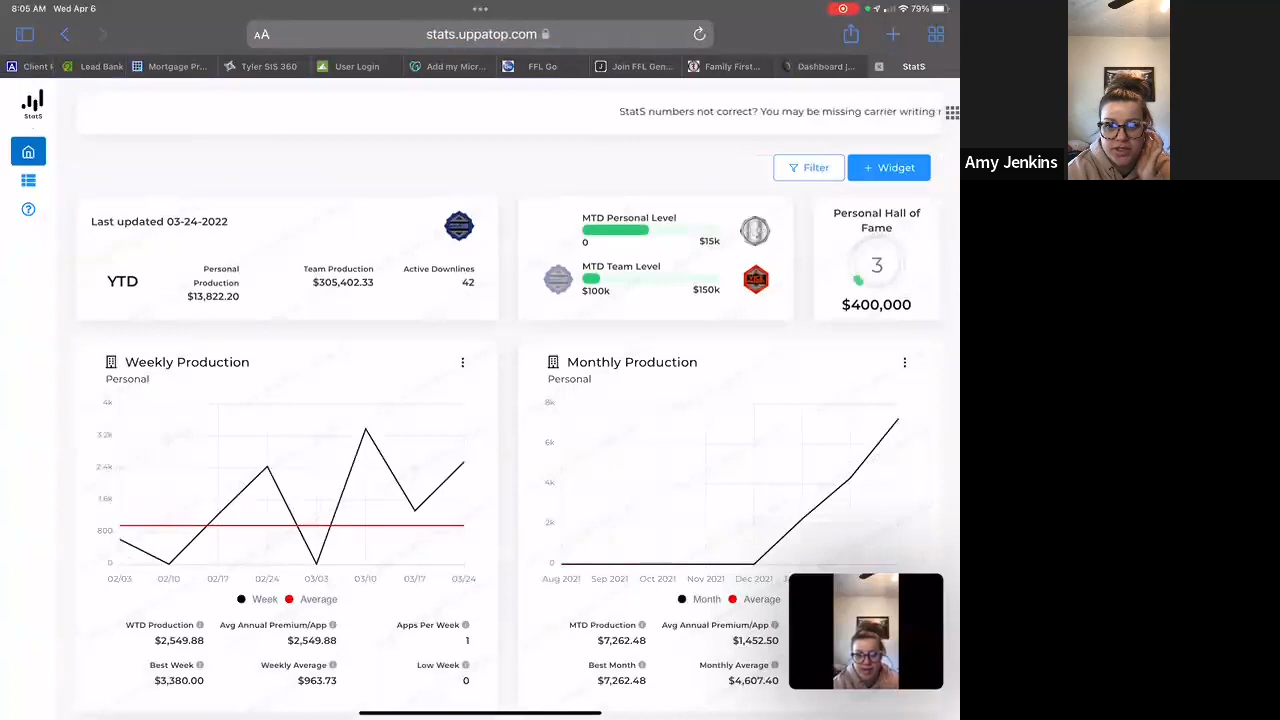 8:05 AM Wed Apr 6
79%
AA
stats.uppatop.com
Client P
Lead Bank
Mortgage Pr...
Tyler SIS 360
User Login
Add my Micr...
FFL Go
Join FFL Gen...
Family First...
Dashboard |...
StatS
StatS
StatS numbers not correct? You may be missing carrier writing
Filter
+ Widget
Last updated 03-24-2022
YTD
Personal Production
$13,822.20
Team Production
$305,402.33
Active Downlines
42
MTD Personal Level
0 $15k
MTD Team Level
$100k $150k
Personal Hall of
Fame
3
$400,000
Weekly Production
Personal
4k
3.2k
2.4k
1.6k
800
0
02/03 02/10 02/17 02/24 03/03 03/10 03/17 03/24
Week Average
WTD Production
$2,549.88
Avg Annual Premium/App
$2,549.88
Apps Per Week
1
Best Week
$3,380.00
Weekly Average
$963.73
Low Week
0
Monthly Production
Personal
8k
6k
4k
2k
0
Aug 2021 Sep 2021 Oct 2021 Nov 2021 Dec 2021
Month Average
MTD Production
$7,262.48
Avg Annual Premium/App
$1,452.50
Best Month
$7,262.48
Monthly Average
$4,607.40
Amy Jenkins